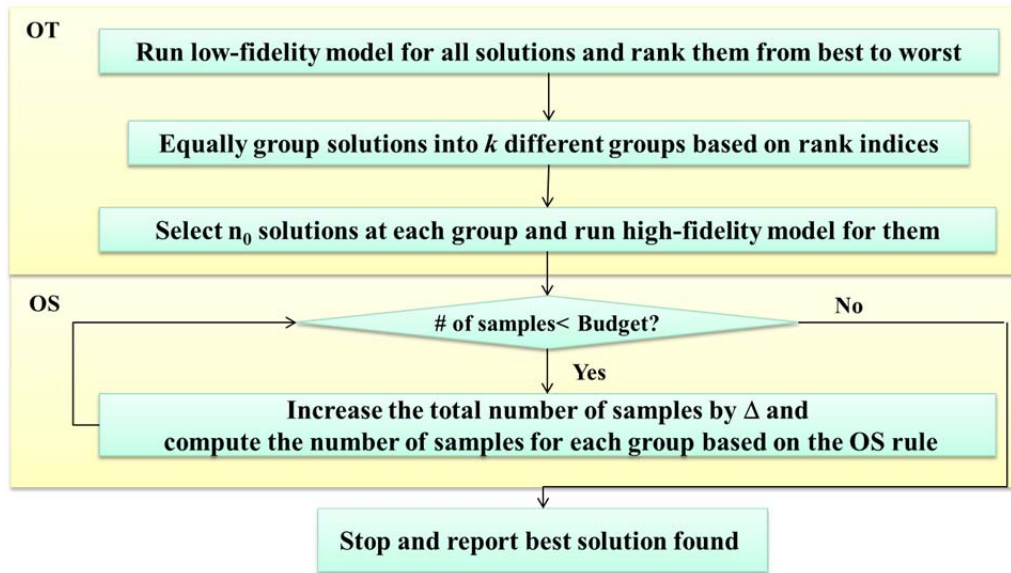 OT
Run low-fidelity model for all solutions and rank them from best to worst
Equally group solutions into k different groups based on rank indices
Select n₀ solutions at each group and run high-fidelity model for them
OS
# of samples< Budget?
No
Yes
Increase the total number of samples by Δ and
compute the number of samples for each group based on the OS rule
Stop and report best solution found